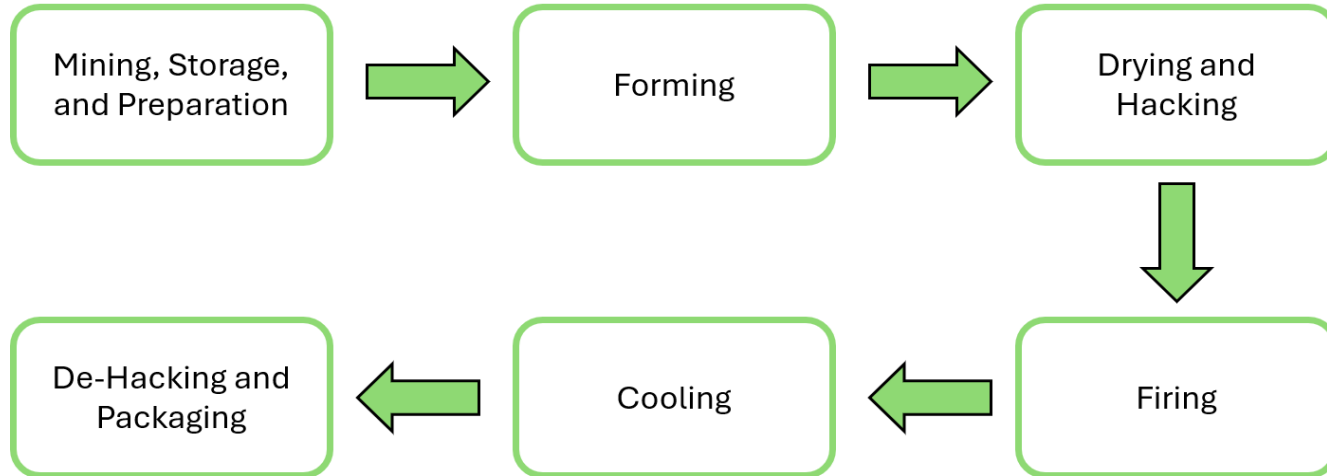 Mining, Storage,
and Preparation
Forming
Drying and
Hacking
Firing
Cooling
De-Hacking and
Packaging